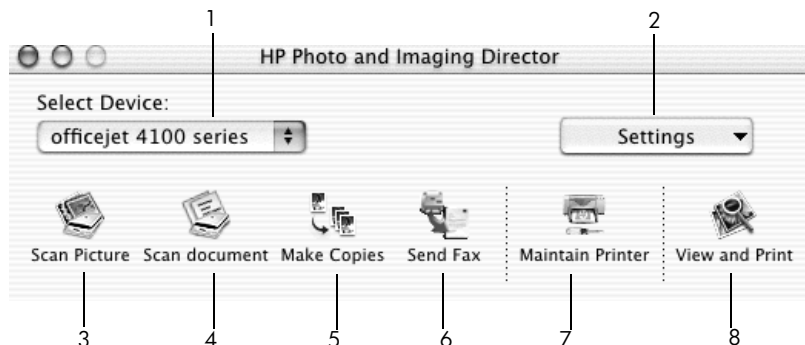 1 2
HP Photo and Imaging Director
Select Device:
officejet 4100 series Settings
Scan Picture Scan document Make Copies Send Fax Maintain Printer View and Print
3 4 5 6 7 8